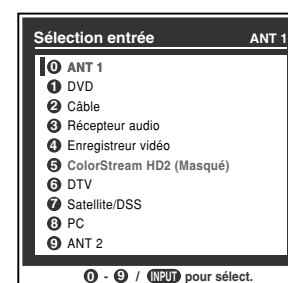 Sélection entrée ANT 1
0 ANT 1
1 DVD
2 Câble
3 Récepteur audio
4 Enregistreur vidéo
5 ColorStream HD2 (Masqué)
6 DTV
7 Satellite/DSS
8 PC
9 ANT 2
0 - 9 / INPUT pour sélect.